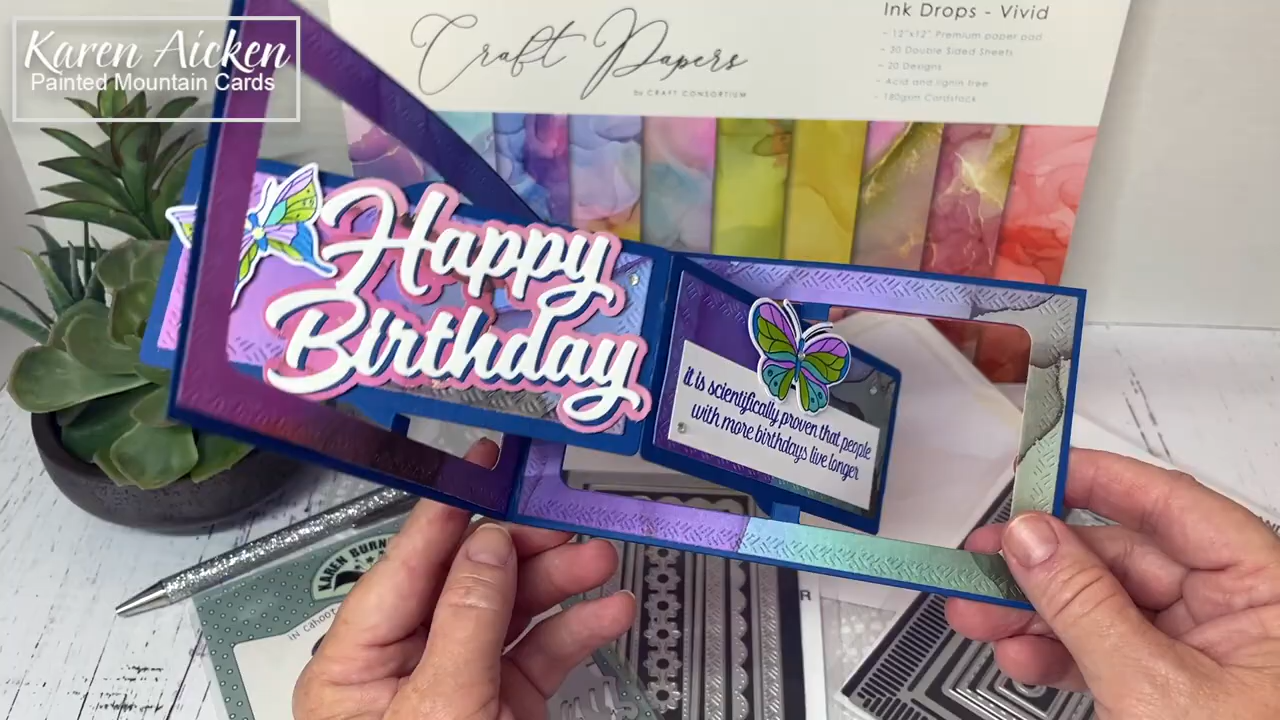 Karen Aicken
Painted Mountain Cards
Craft Papers
by CRAFT CONSORTIUM
Ink Drops - Vivid
- 12"x12" Premium paper pad
- 30 Double Sided Sheets
- 20 Designs
- Acid and lignin free
- 180gsm Cardstock
Happy
Birthday
it is scientifically proven that people
with more birthdays live longer
KAREN BURN
in cahoot